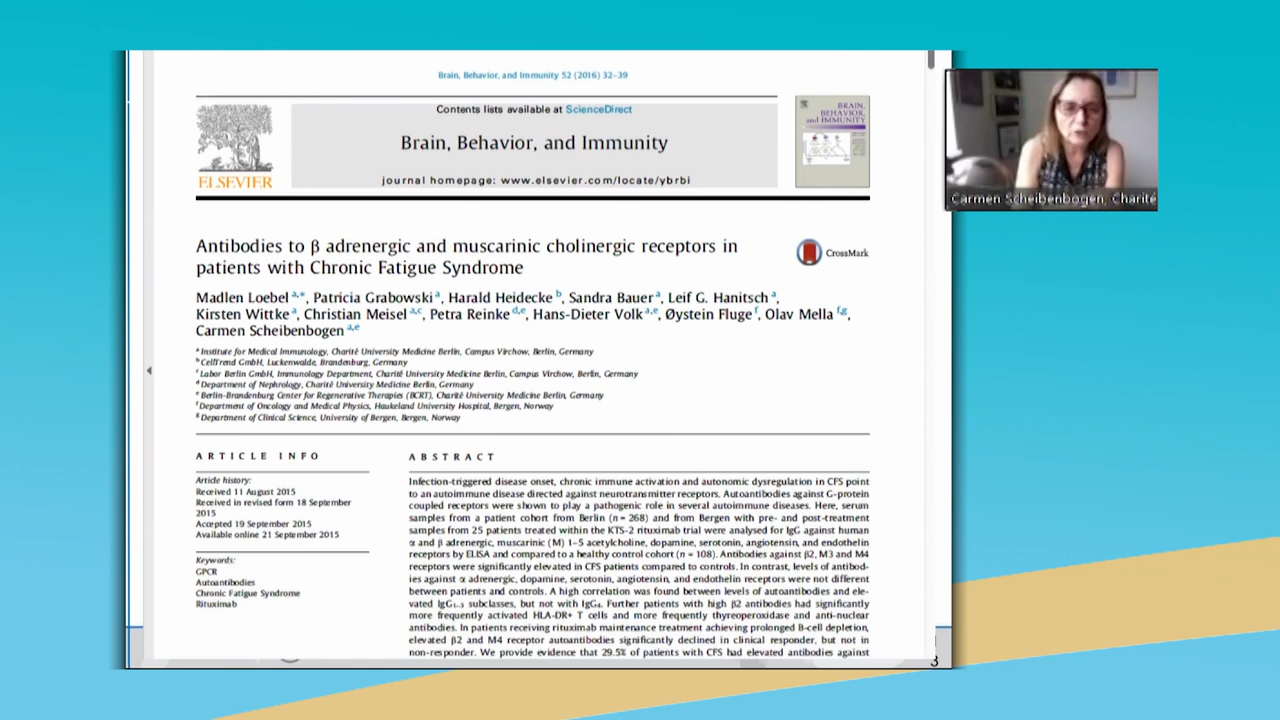 Brain, Behavior, and Immunity 52 (2016) 32–39
Contents lists available at ScienceDirect
Brain, Behavior, and Immunity
journal homepage: www.elsevier.com/locate/ybrbi
ELSEVIER
BRAIN,
BEHAVIOR,
and IMMUNITY
Carmen Scheibenbogen, Charité
Antibodies to β adrenergic and muscarinic cholinergic receptors in
patients with Chronic Fatigue Syndrome
CrossMark
Madlen Loebel a,*, Patricia Grabowski a, Harald Heidecke b, Sandra Bauer a, Leif G. Hanitsch a,
Kirsten Wittke a, Christian Meisel a,c, Petra Reinke d,e, Hans-Dieter Volk a,e, Øystein Fluge f, Olav Mella f,g,
Carmen Scheibenbogen a,e
a Institute for Medical Immunology, Charité University Medicine Berlin, Campus Virchow, Berlin, Germany
b CellTrend GmbH, Luckenwalde, Brandenburg, Germany
c Labor Berlin GmbH, Immunology Department, Charité University Medicine Berlin, Campus Virchow, Berlin, Germany
d Department of Nephrology, Charité University Medicine Berlin, Germany
e Berlin-Brandenburg Center for Regenerative Therapies (BCRT), Charité University Medicine Berlin, Germany
f Department of Oncology and Medical Physics, Haukeland University Hospital, Bergen, Norway
g Department of Clinical Science, University of Bergen, Bergen, Norway
ARTICLE INFO
Article history:
Received 11 August 2015
Received in revised form 18 September
2015
Accepted 19 September 2015
Available online 21 September 2015
Keywords:
GPCR
Autoantibodies
Chronic Fatigue Syndrome
Rituximab
ABSTRACT
Infection-triggered disease onset, chronic immune activation and autonomic dysregulation in CFS point
to an autoimmune disease directed against neurotransmitter receptors. Autoantibodies against G-protein
coupled receptors were shown to play a pathogenic role in several autoimmune diseases. Here, serum
samples from a patient cohort from Berlin (n = 268) and from Bergen with pre- and post-treatment
samples from 25 patients treated within the KTS-2 rituximab trial were analysed for IgG against human
α and β adrenergic, muscarinic (M) 1–5 acetylcholine, dopamine, serotonin, angiotensin, and endothelin
receptors by ELISA and compared to a healthy control cohort (n = 108). Antibodies against β2, M3 and M4
receptors were significantly elevated in CFS patients compared to controls. In contrast, levels of antibod-
ies against α adrenergic, dopamine, serotonin, angiotensin, and endothelin receptors were not different
between patients and controls. A high correlation was found between levels of autoantibodies and ele-
vated IgG1–3 subclasses, but not with IgG4. Further patients with high β2 antibodies had significantly
more frequently activated HLA-DR+ T cells and more frequently thyreoperoxidase and anti-nuclear
antibodies. In patients receiving rituximab maintenance treatment achieving prolonged B-cell depletion,
elevated β2 and M4 receptor autoantibodies significantly declined in clinical responder, but not in
non-responder. We provide evidence that 29.5% of patients with CFS had elevated antibodies against
3